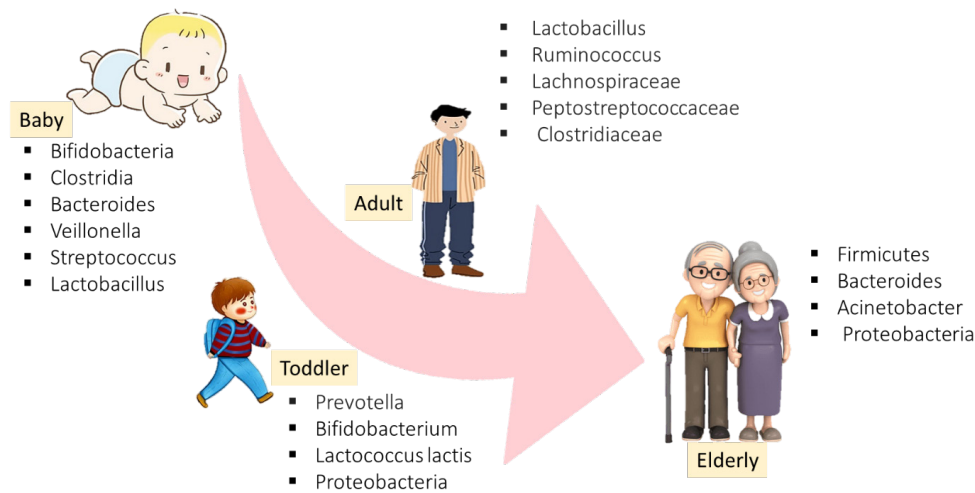 Baby
▪ Bifidobacteria
▪ Clostridia
▪ Bacteroides
▪ Veillonella
▪ Streptococcus
▪ Lactobacillus
Toddler
▪ Prevotella
▪ Bifidobacterium
▪ Lactococcus lactis
▪ Proteobacteria
Adult
▪ Lactobacillus
▪ Ruminococcus
▪ Lachnospiraceae
▪ Peptostreptococcaceae
▪ Clostridiaceae
Elderly
▪ Firmicutes
▪ Bacteroides
▪ Acinetobacter
▪ Proteobacteria